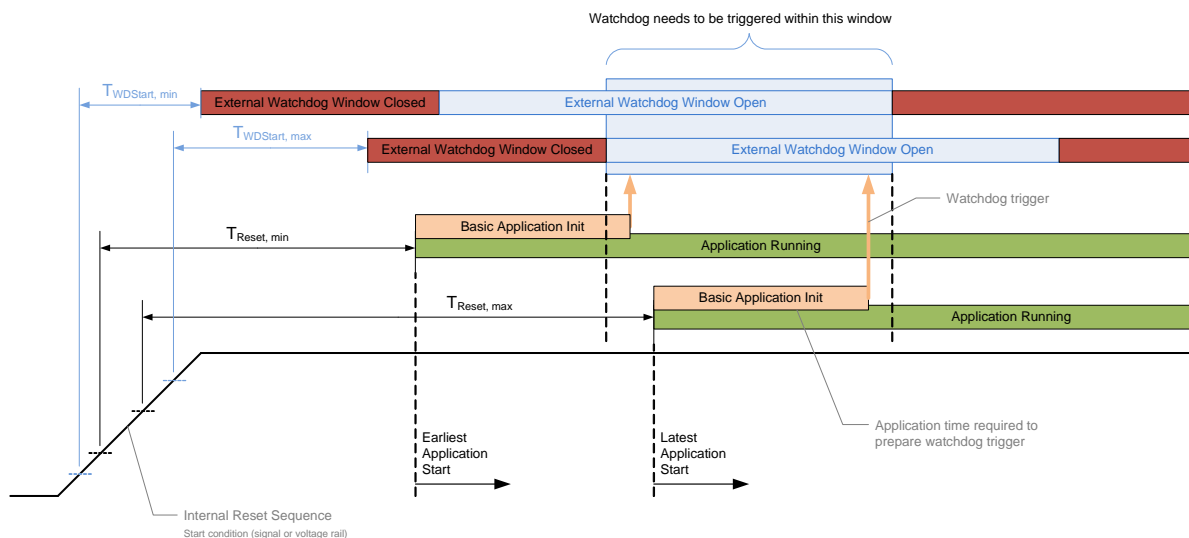 Watchdog needs to be triggered within this window
TWDStart, min
External Watchdog Window Closed
External Watchdog Window Open
TWDStart, max
External Watchdog Window Closed
External Watchdog Window Open
Watchdog trigger
Basic Application Init
TReset, min
Application Running
Basic Application Init
TReset, max
Application Running
Earliest
Application
Start
Latest
Application
Start
Application time required to
prepare watchdog trigger
Internal Reset Sequence
Start condition (signal or voltage rail)